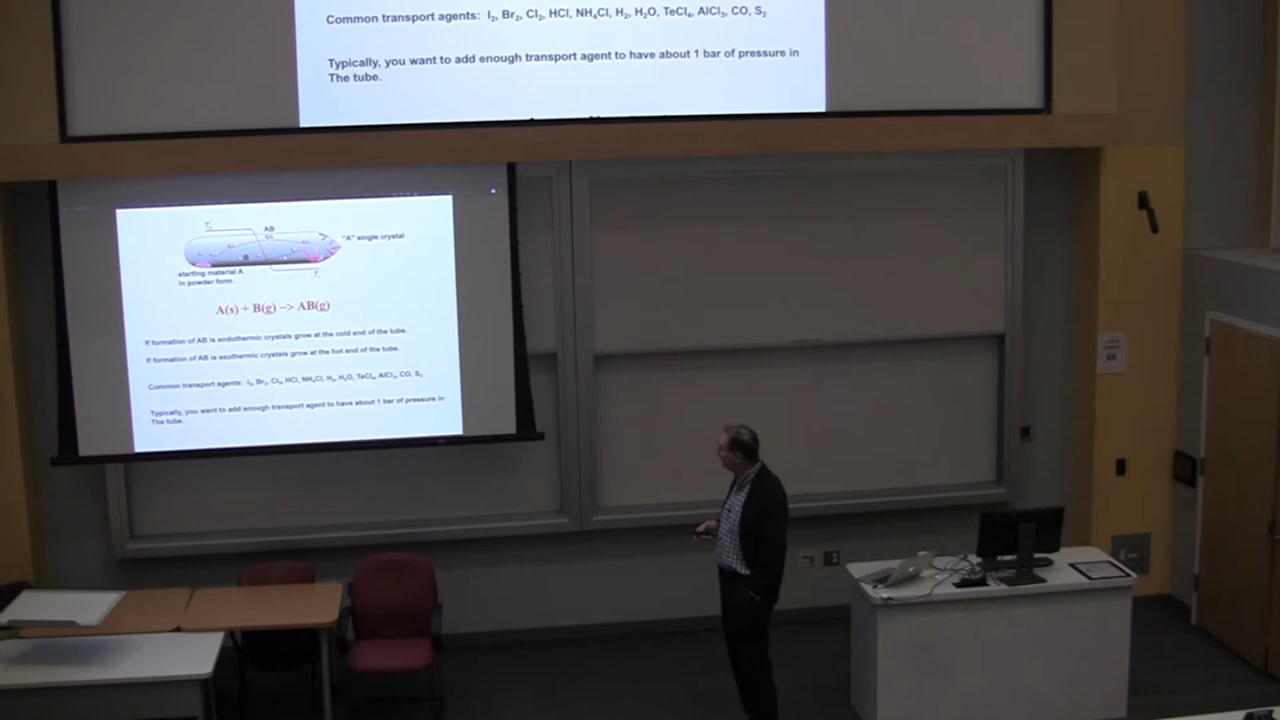 Common transport agents: I₂, Br₂, Cl₂, HCl, NH₄Cl, H₂, H₂O, TeCl₄, AlCl₃, CO, S₂
Typically, you want to add enough transport agent to have about 1 bar of pressure in
The tube.
AB
"A" single crystal
B
starting material A
in powder form
A(s) + B(g) –> AB(g)
If formation of AB is endothermic crystals grow at the cold end of the tube.
If formation of AB is exothermic crystals grow at the hot end of the tube.
Common transport agents: I₂, Br₂, Cl₂, HCl, NH₄Cl, H₂, H₂O, TeCl₄, AlCl₃, CO, S₂
Typically, you want to add enough transport agent to have about 1 bar of pressure in
The tube.
66